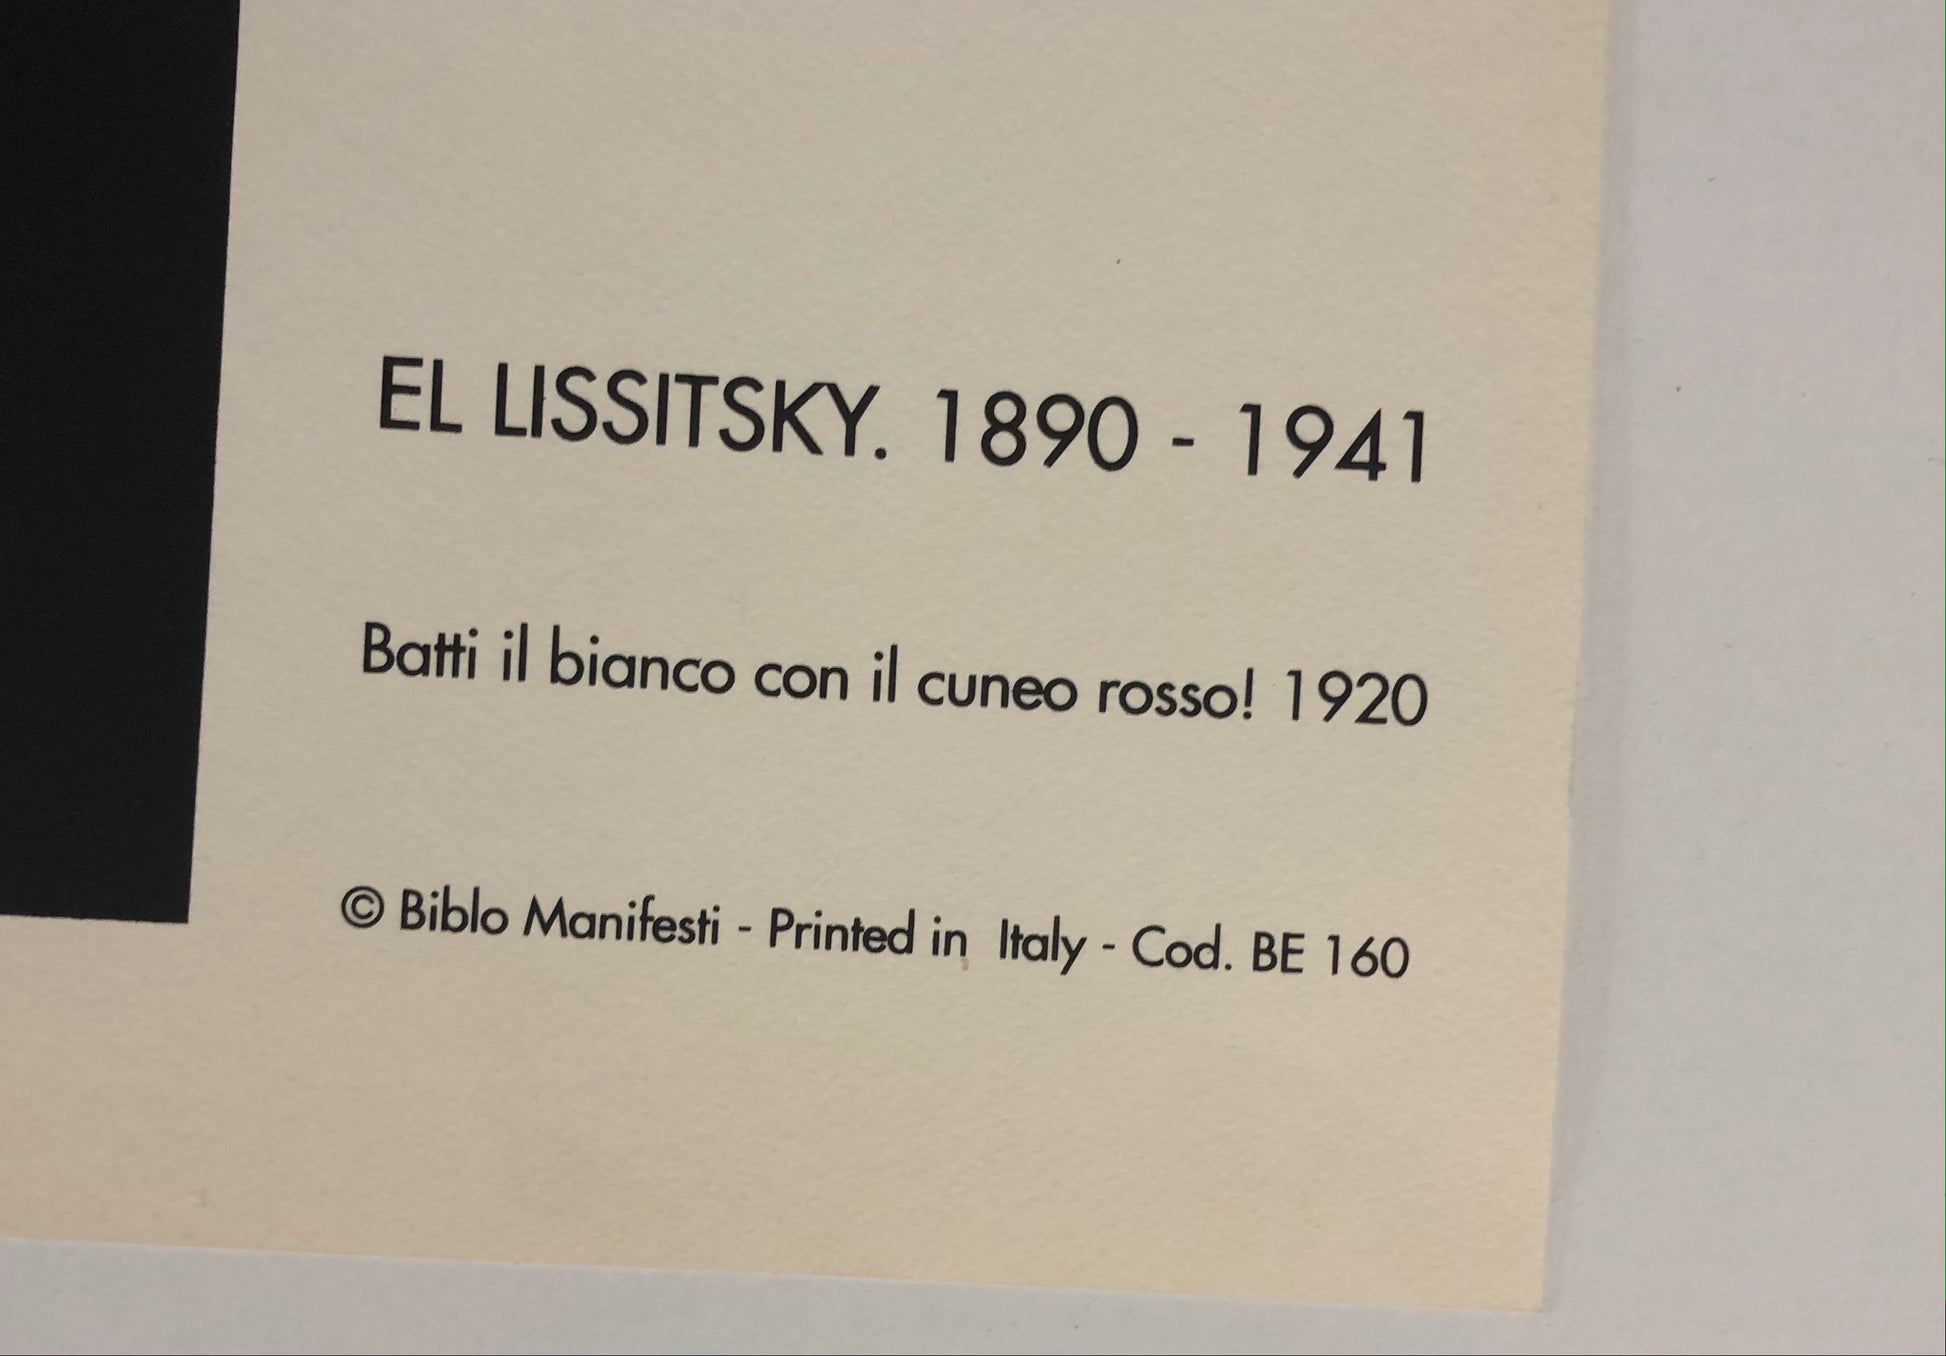 EL LISSITSKY. 1890 - 1941
Batti il bianco con il cuneo rosso! 1920
© Biblo Manifesti - Printed in Italy - Cod. BE 160